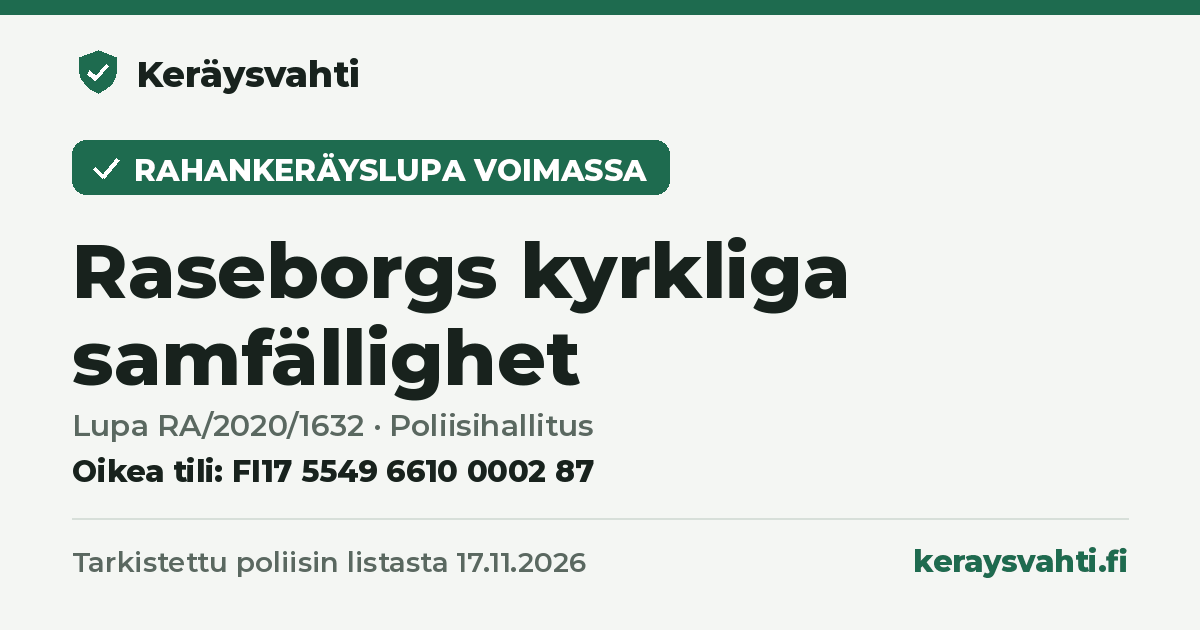 Keräysvahti
RAHANKERÄYSLUPA VOIMASSA
Raseborgs kyrkliga
samfällighet
Lupa RA/2020/1632 · Poliisihallitus
Oikea tili: FI17 5549 6610 0002 87
Tarkistettu poliisin listasta 17.11.2026
keraysvahti.fi